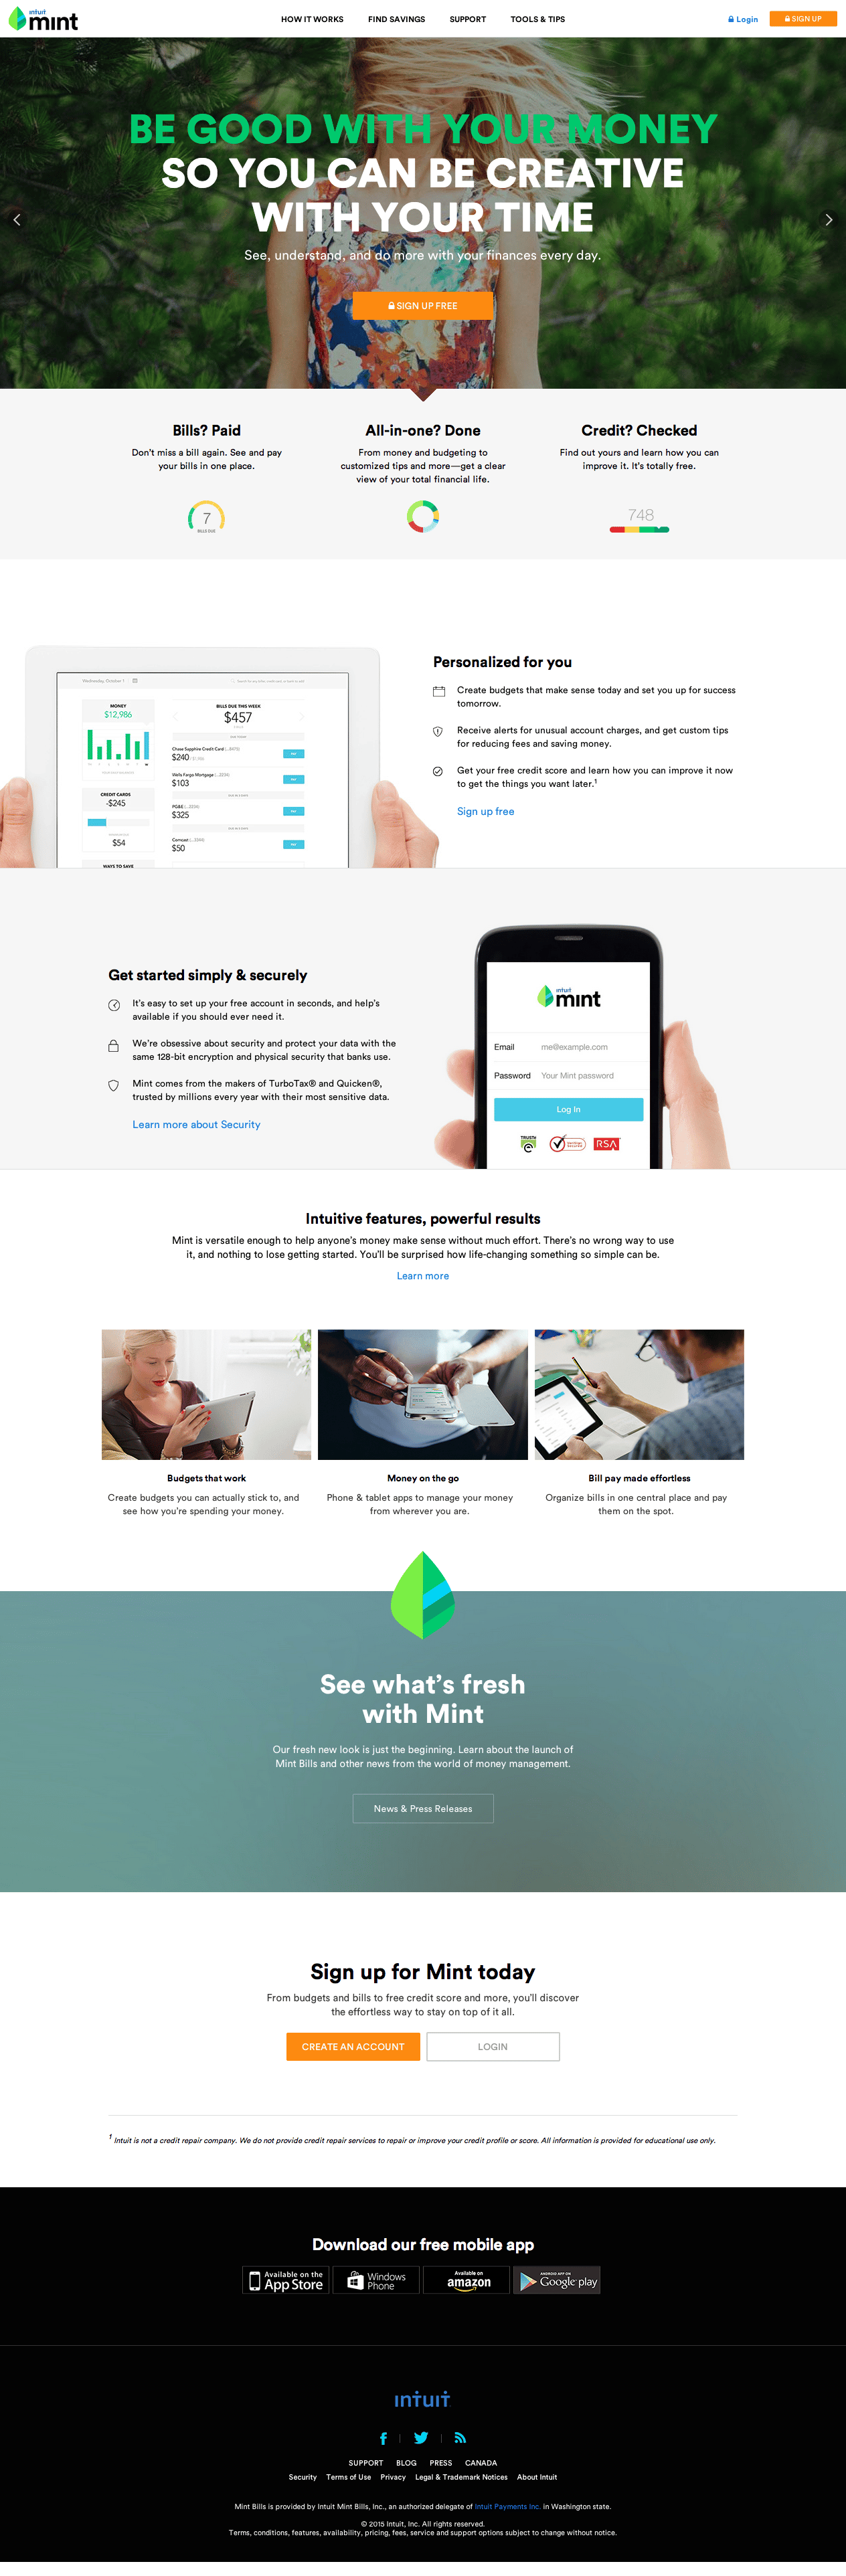 intuit
mint
HOW IT WORKS
FIND SAVINGS
SUPPORT
TOOLS & TIPS
Login
SIGN UP
BE GOOD WITH YOUR MONEY
SO YOU CAN BE CREATIVE
WITH YOUR TIME
See, understand, and do more with your finances every day.
SIGN UP FREE
Bills? Paid
Don't miss a bill again. See and pay
your bills in one place.
7
BILLS DUE
All-in-one? Done
From money and budgeting to
customized tips and more—get a clear
view of your total financial life.
Credit? Checked
Find out yours and learn how you can
improve it. It's totally free.
748
Wednesday, October 1
MONEY
$12,986
CREDIT CARDS
-$245
$54
WAYS TO SAVE
BILLS DUE THIS WEEK
$457
Chase Sapphire Credit Card
$240
Wells Fargo Mortgage
$103
PG&E
$325
Comcast
$50
Personalized for you
Create budgets that make sense today and set you up for success
tomorrow.
Receive alerts for unusual account charges, and get custom tips
for reducing fees and saving money.
Get your free credit score and learn how you can improve it now
to get the things you want later.¹
Sign up free
Get started simply & securely
It's easy to set up your free account in seconds, and help's
available if you should ever need it.
We're obsessive about security and protect your data with the
same 128-bit encryption and physical security that banks use.
Mint comes from the makers of TurboTax® and Quicken®,
trusted by millions every year with their most sensitive data.
Learn more about Security
intuit
mint
Email me@example.com
Password Your Mint password
Log In
TRUSTe
RSA
Intuitive features, powerful results
Mint is versatile enough to help anyone's money make sense without much effort. There's no wrong way to use
it, and nothing to lose getting started. You'll be surprised how life-changing something so simple can be.
Learn more
Budgets that work
Create budgets you can actually stick to, and
see how you're spending your money.
Money on the go
Phone & tablet apps to manage your money
from wherever you are.
Bill pay made effortless
Organize bills in one central place and pay
them on the spot.
See what's fresh
with Mint
Our fresh new look is just the beginning. Learn about the launch of
Mint Bills and other news from the world of money management.
News & Press Releases
Sign up for Mint today
From budgets and bills to free credit score and more, you'll discover
the effortless way to stay on top of it all.
CREATE AN ACCOUNT
LOGIN
¹ Intuit is not a credit repair company. We do not provide credit repair services to repair or improve your credit profile or score. All information is provided for educational use only.
Download our free mobile app
Available on the
App Store
Windows
Phone
Available on
amazon
ANDROID APP ON
Google play
intuit
SUPPORT BLOG PRESS CANADA
Security Terms of Use Privacy Legal & Trademark Notices About Intuit
Mint Bills is provided by Intuit Mint Bills, Inc., an authorized delegate of Intuit Payments Inc. in Washington state.
© 2015 Intuit, Inc. All rights reserved.
Terms, conditions, features, availability, pricing, fees, service and support options subject to change without notice.